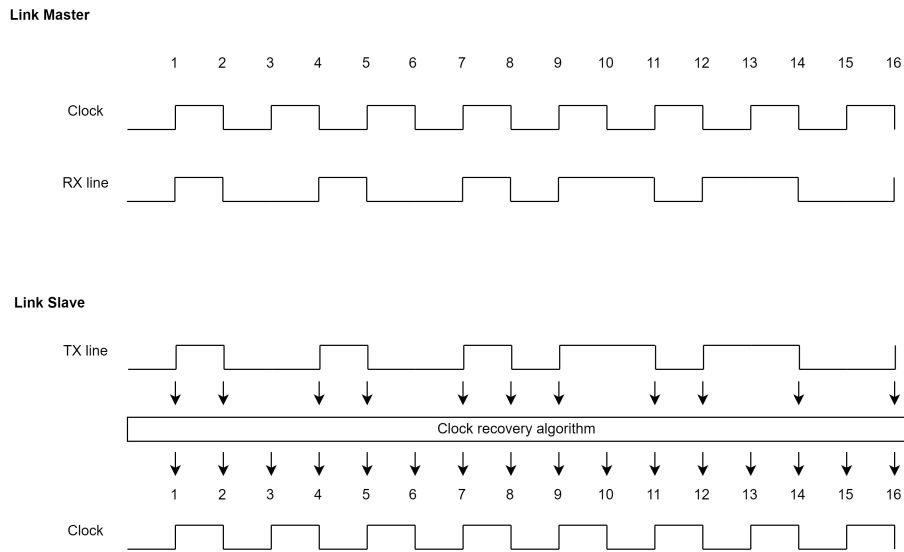 Link Master
1 2 3 4 5 6 7 8 9 10 11 12 13 14 15 16
Clock
RX line
Link Slave
TX line
Clock recovery algorithm
1 2 3 4 5 6 7 8 9 10 11 12 13 14 15 16
Clock